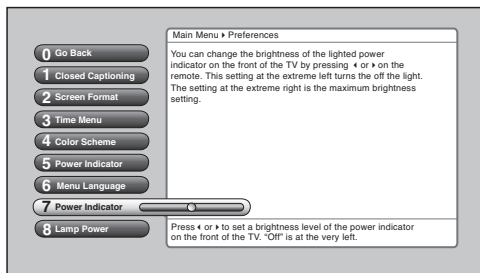 Main Menu ▸ Preferences
0 Go Back
1 Closed Captioning
2 Screen Format
3 Time Menu
4 Color Scheme
5 Power Indicator
6 Menu Language
7 Power Indicator
8 Lamp Power
You can change the brightness of the lighted power
indicator on the front of the TV by pressing ◂ or ▸ on the
remote. This setting at the extreme left turns the off the light.
The setting at the extreme right is the maximum brightness
setting.
Press ◂ or ▸ to set a brightness level of the power indicator
on the front of the TV. “Off” is at the very left.